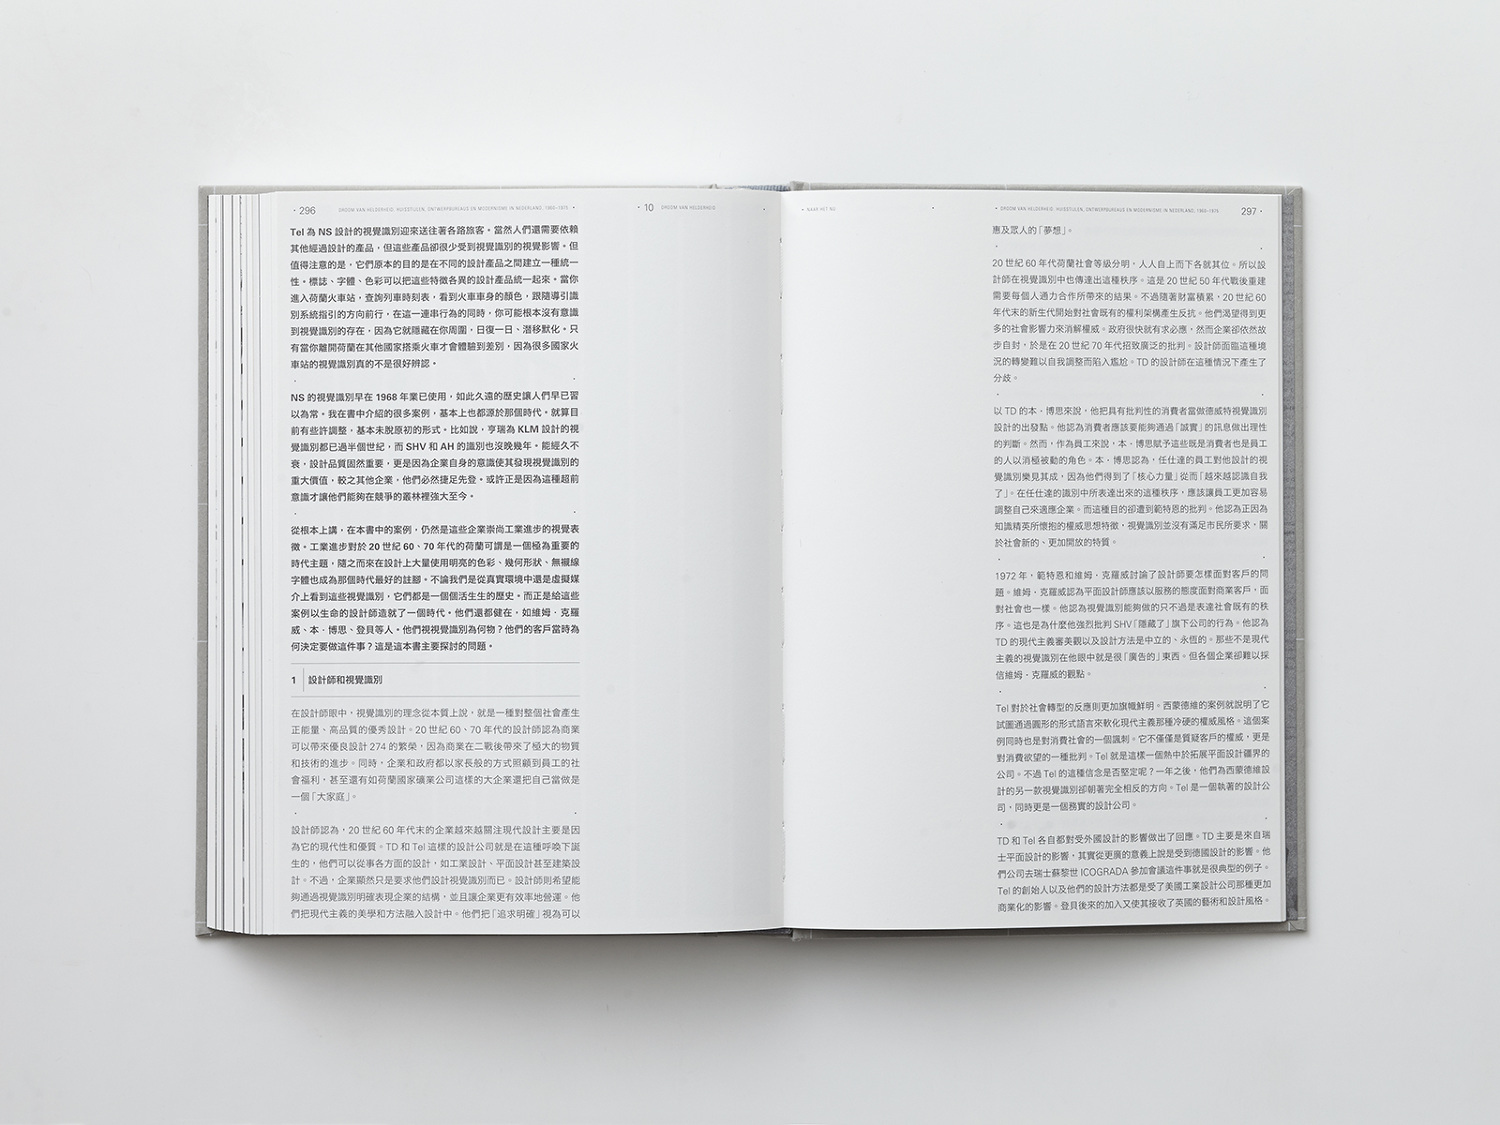 296
DROOM VAN HELDERHEID: HUISSTIJLEN, ONTWERPBUREAUS EN MODERNISME IN NEDERLAND, 1960–1975
10 DROOM VAN HELDERHEID
Tel 為 NS 設計的視覺識別迎來送往著各路旅客。當然人們還需要依賴
其他經過設計的產品，但這些產品卻很少受到視覺識別的視覺影響。但
值得注意的是，它們原本的目的是在不同的設計產品之間建立一種統一
性。標誌、字體、色彩可以把這些特徵各異的設計產品統一起來。當你
進入荷蘭火車站，查詢列車時刻表，看到火車車身的顏色，跟隨導引識
別系統指引的方向前行，在這一連串行為的同時，你可能根本沒有意識
到視覺識別的存在，因為它就隱藏在你周圍，日復一日、潛移默化。只
有當你離開荷蘭在其他國家搭乘火車才會體驗到差別，因為很多國家火
車站的視覺識別真的不是很好辨認。
NS 的視覺識別早在 1968 年業已使用，如此久遠的歷史讓人們早已習
以為常。我在書中介紹的很多案例，基本上也都源於那個時代。就算目
前有些許調整，基本未脫原初的形式。比如說，亨瑞為 KLM 設計的視
覺識別都已過半個世紀，而 SHV 和 AH 的識別也沒晚幾年。能經久不
衰，設計品質固然重要，更是因為企業自身的意識使其發現視覺識別的
重大價值，較之其他企業，他們必然捷足先登。或許正是因為這種超前
意識才讓他們能夠在競爭的叢林裡強大至今。
從根本上講，在本書中的案例，仍然是這些企業崇尚工業進步的視覺表
徵。工業進步對於 20 世紀 60、70 年代的荷蘭可謂是一個極為重要的
時代主題，隨之而來在設計上大量使用明亮的色彩、幾何形狀、無襯線
字體也成為那個時代最好的註腳。不論我們是從真實環境中還是虛擬媒
介上看到這些視覺識別，它們都是一個個活生生的歷史。而正是給這些
案例以生命的設計師造就了一個時代。他們還都健在，如維姆．克羅
威、本．博思、登貝等人。他們視視覺識別為何物？他們的客戶當時為
何決定要做這件事？這是這本書主要探討的問題。
1 設計師和視覺識別
在設計師眼中，視覺識別的理念從本質上說，就是一種對整個社會產生
正能量、高品質的優秀設計。20 世紀 60、70 年代的設計師認為商業
可以帶來優良設計 274 的繁榮，因為商業在二戰後帶來了極大的物質
和技術的進步。同時，企業和政府都以家長般的方式照顧到員工的社
會福利，甚至還有如荷蘭國家礦業公司這樣的大企業還把自己當做是
一個「大家庭」。
設計師認為，20 世紀 60 年代末的企業越來越關注現代設計主要是因
為它的現代性和優質。TD 和 Tel 這樣的設計公司就是在這種呼喚下誕
生的，他們可以從事各方面的設計，如工業設計、平面設計甚至建築設
計。不過，企業顯然只是要求他們設計視覺識別而已。設計師則希望能
夠通過視覺識別明確表現企業的結構，並且讓企業更有效率地營運。他
們把現代主義的美學和方法融入設計中。他們把「追求明確」視為可以
NAAR HET NU
DROOM VAN HELDERHEID: HUISSTIJLEN, ONTWERPBUREAUS EN MODERNISME IN NEDERLAND, 1960–1975
297
惠及眾人的「夢想」。
20 世紀 60 年代荷蘭社會等級分明，人人自上而下各就其位。所以設
計師在視覺識別中也傳達出這種秩序。這是 20 世紀 50 年代戰後重建
需要每個人通力合作所帶來的結果。不過隨著財富積累，20 世紀 60
年代末的新生代開始對社會既有的權利架構產生反抗。他們渴望得到更
多的社會影響力來消解權威。政府很快就有求必應，然而企業卻依然故
步自封，於是在 20 世紀 70 年代招致廣泛的批判。設計師面臨這種境
況的轉變難以自我調整而陷入尷尬。TD 的設計師在這種情況下產生了
分歧。
以 TD 的本．博思來說，他把具有批判性的消費者當做德威特視覺識別
設計的出發點。他認為消費者應該要能夠通過「誠實」的訊息做出理性
的判斷。然而，作為員工來說，本．博思賦予這些既是消費者也是員工
的人以消極被動的角色。本．博思認為，任仕達的員工對他設計的視
覺識別樂見其成，因為他們得到了「核心力量」從而「越來越認識自我
了」。在任仕達的識別中所表達出來的這種秩序，應該讓員工更加容易
調整自己來適應企業。而這種目的卻遭到範特恩的批判。他認為正因為
知識精英所懷抱的權威思想特徵，視覺識別並沒有滿足市民所要求，關
於社會新的、更加開放的特質。
1972 年，範特恩和維姆．克羅威討論了設計師要怎樣面對客戶的問
題。維姆．克羅威認為平面設計師應該以服務的態度面對商業客戶，面
對社會也一樣。他認為視覺識別能夠做的只不過是表達社會既有的秩
序。這也是為什麼他強烈批判 SHV「隱藏了」旗下公司的行為。他認為
TD 的現代主義審美觀以及設計方法是中立的、永恆的。那些不是現代
主義的視覺識別在他眼中就是很「廣告的」東西。但各個企業卻難以採
信維姆．克羅威的觀點。
Tel 對於社會轉型的反應則更加旗幟鮮明。西蒙德維的案例就說明了它
試圖通過圓形的形式語言來軟化現代主義那種冷硬的權威風格。這個案
例同時也是對消費社會的一個諷刺。它不僅僅是質疑客戶的權威，更是
對消費欲望的一種批判。Tel 就是這樣一個熱中於拓展平面設計疆界的
公司。不過 Tel 的這種信念是否堅定呢？一年之後，他們為西蒙德維設
計的另一款視覺識別卻朝著完全相反的方向。Tel 是一個執著的設計公
司，同時更是一個務實的設計公司。
TD 和 Tel 各自都對受外國設計的影響做出了回應。TD 主要是來自瑞
士平面設計的影響，其實從更廣的意義上說是受到德國設計的影響。他
們公司去瑞士蘇黎世 ICOGRADA 參加會議這件事就是很典型的例子。
Tel 的創始人以及他們的設計方法都是受了美國工業設計公司那種更加
商業化的影響。登貝後來的加入又使其接收了英國的藝術和設計風格。